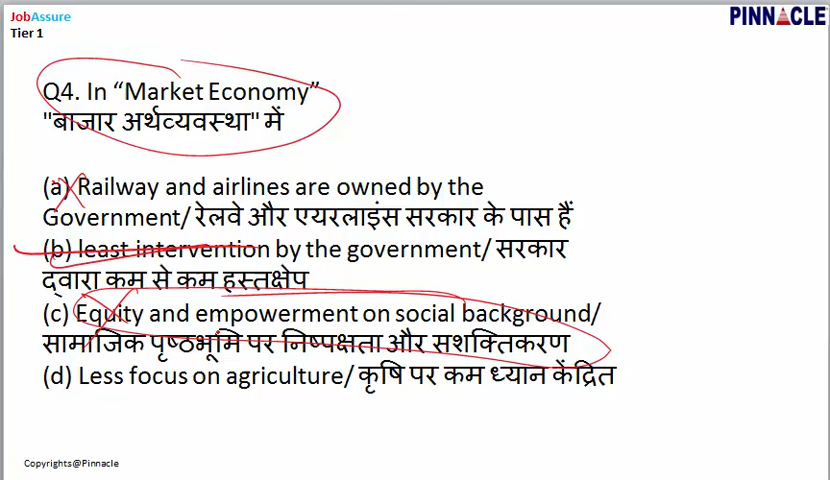 JobAssure
PINNACLE
Tier 1
Q4. In “Market Economy”
"बाजार अर्थव्यवस्था" में
(a) Railway and airlines are owned by the
Government/ रेलवे और एयरलाइंस सरकार के पास हैं
(b) least intervention by the government/ सरकार
द्वारा कम से कम हस्तक्षेप
(c) Equity and empowerment on social background/
सामाजिक पृष्ठभूमि पर निष्पक्षता और सशक्तिकरण
(d) Less focus on agriculture/ कृषि पर कम ध्यान केंद्रित
Copyrights@Pinnacle